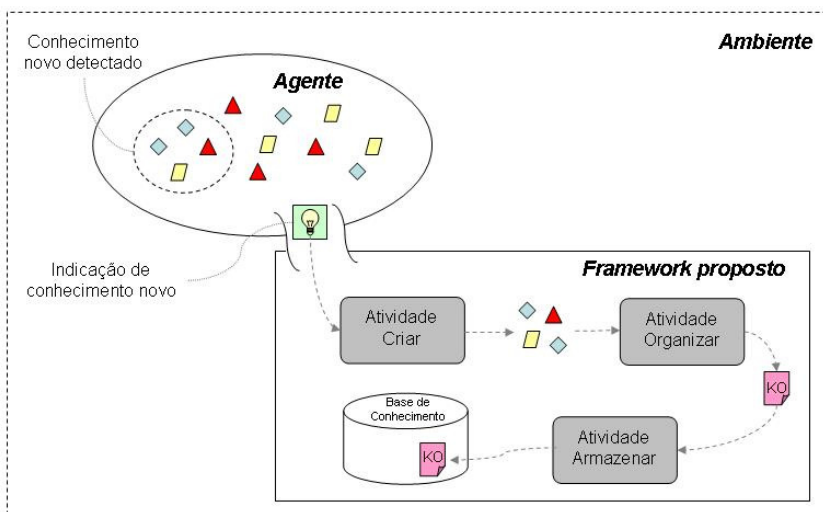 Conhecimento
novo detectado
Ambiente
Agente
Indicação de
conhecimento novo
Framework proposto
Atividade
Criar
Atividade
Organizar
KO
Base de
Conhecimento
KO
Atividade
Armazenar